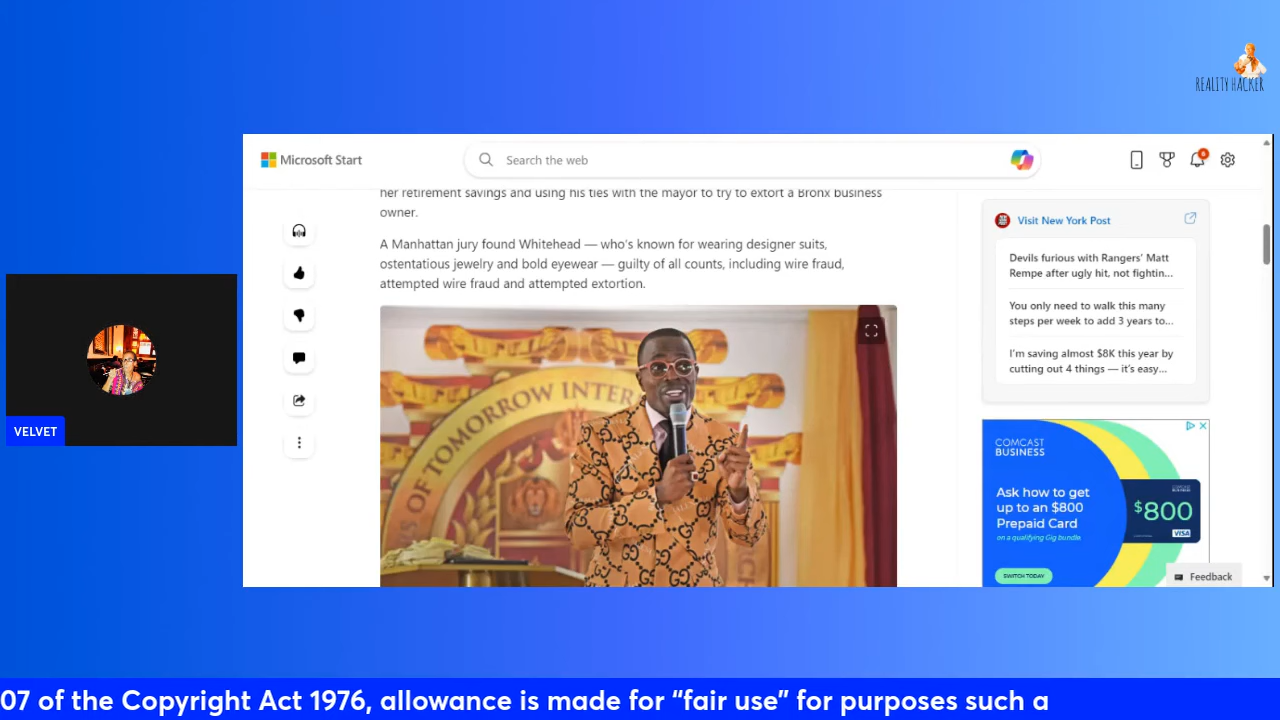 REALITY HACKER
Microsoft Start
Search the web
8
her retirement savings and using his ties with the mayor to try to extort a Bronx business
owner.
A Manhattan jury found Whitehead — who's known for wearing designer suits,
ostentatious jewelry and bold eyewear — guilty of all counts, including wire fraud,
attempted wire fraud and attempted extortion.
S OF TOMORROW INTER
Visit New York Post
Devils furious with Rangers' Matt
Rempe after ugly hit, not fightin...
You only need to walk this many
steps per week to add 3 years to...
I'm saving almost $8K this year by
cutting out 4 things — it's easy...
COMCAST
BUSINESS
Ask how to get
up to an $800
Prepaid Card
on a qualifying Gig bundle.
$800
VISA
SWITCH TODAY
Feedback
VELVET
07 of the Copyright Act 1976, allowance is made for “fair use” for purposes such a